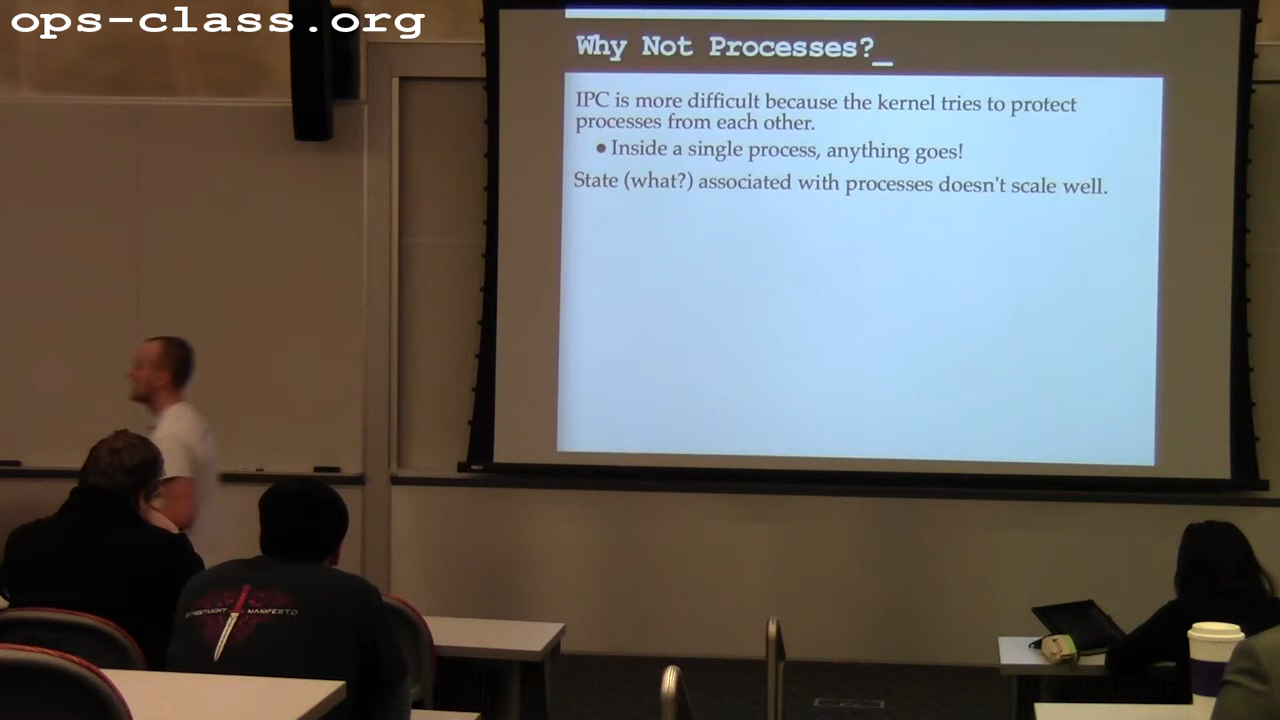 ops-class.org
Why Not Processes?_
IPC is more difficult because the kernel tries to protect
processes from each other.
● Inside a single process, anything goes!
State (what?) associated with processes doesn't scale well.
STREETLIGHT MANIFESTO